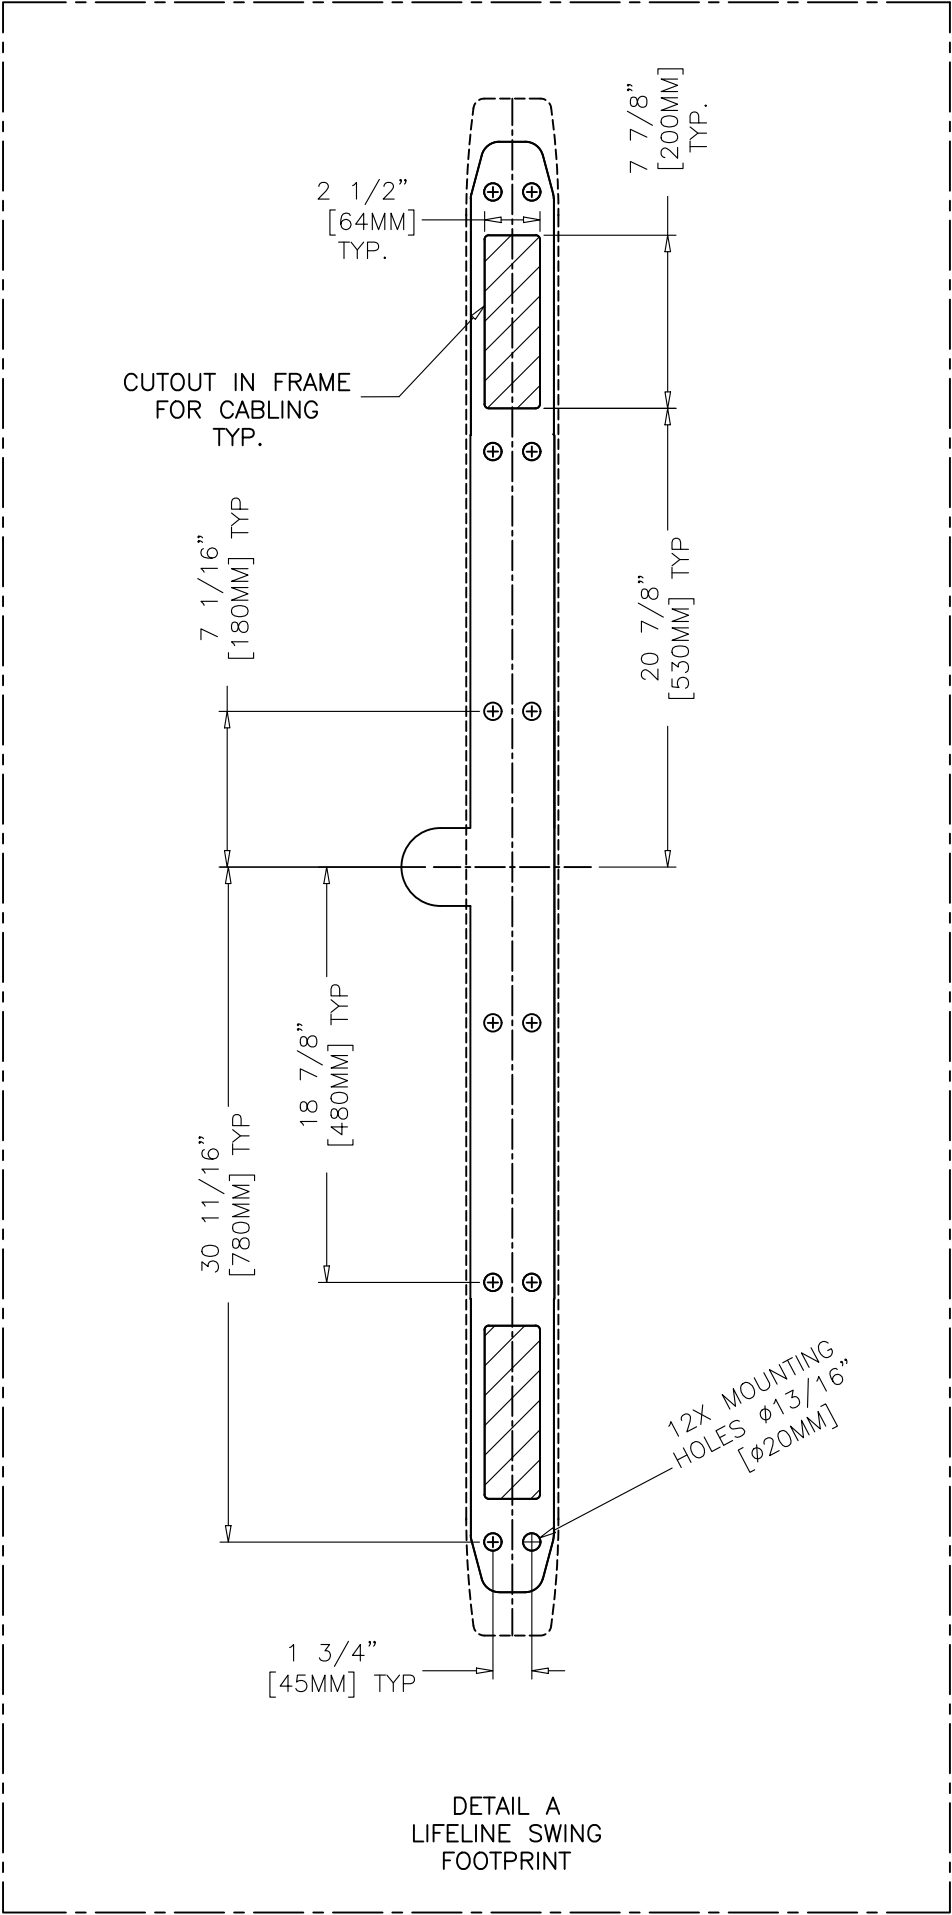 7 7/8"
[200MM]
TYP.
2 1/2"
[64MM]
TYP.
CUTOUT IN FRAME
FOR CABLING
TYP.
7 1/16"
[180MM] TYP
20 7/8"
[530MM] TYP
18 7/8"
[480MM] TYP
30 11/16"
[780MM] TYP
12X MOUNTING
HOLES ø13/16"
[ø20MM]
1 3/4"
[45MM] TYP
DETAIL A
LIFELINE SWING
FOOTPRINT